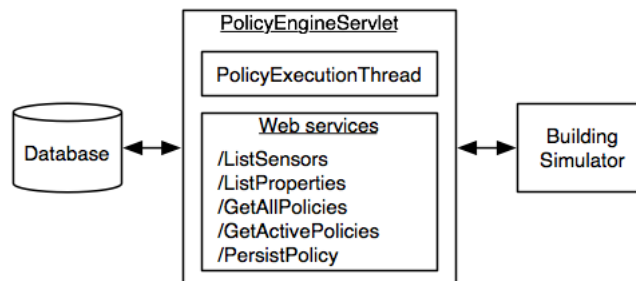 PolicyEngineServlet
PolicyExecutionThread
Database
Web services
/ListSensors
/ListProperties
/GetAllPolicies
/GetActivePolicies
/PersistPolicy
Building
Simulator